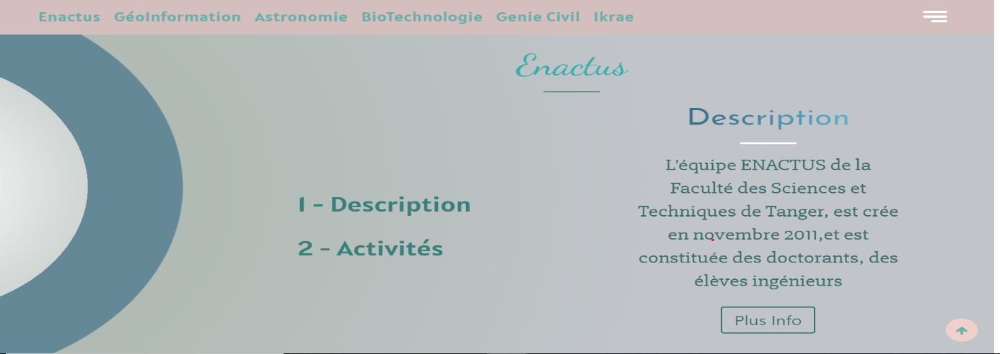 Enactus GéoInformation Astronomie BioTechnologie Genie Civil Ikrae
Enactus
1 - Description
2 - Activités
Description
L'équipe ENACTUS de la
Faculté des Sciences et
Techniques de Tanger, est crée
en novembre 2011,et est
constituée des doctorants, des
élèves ingénieurs
Plus Info